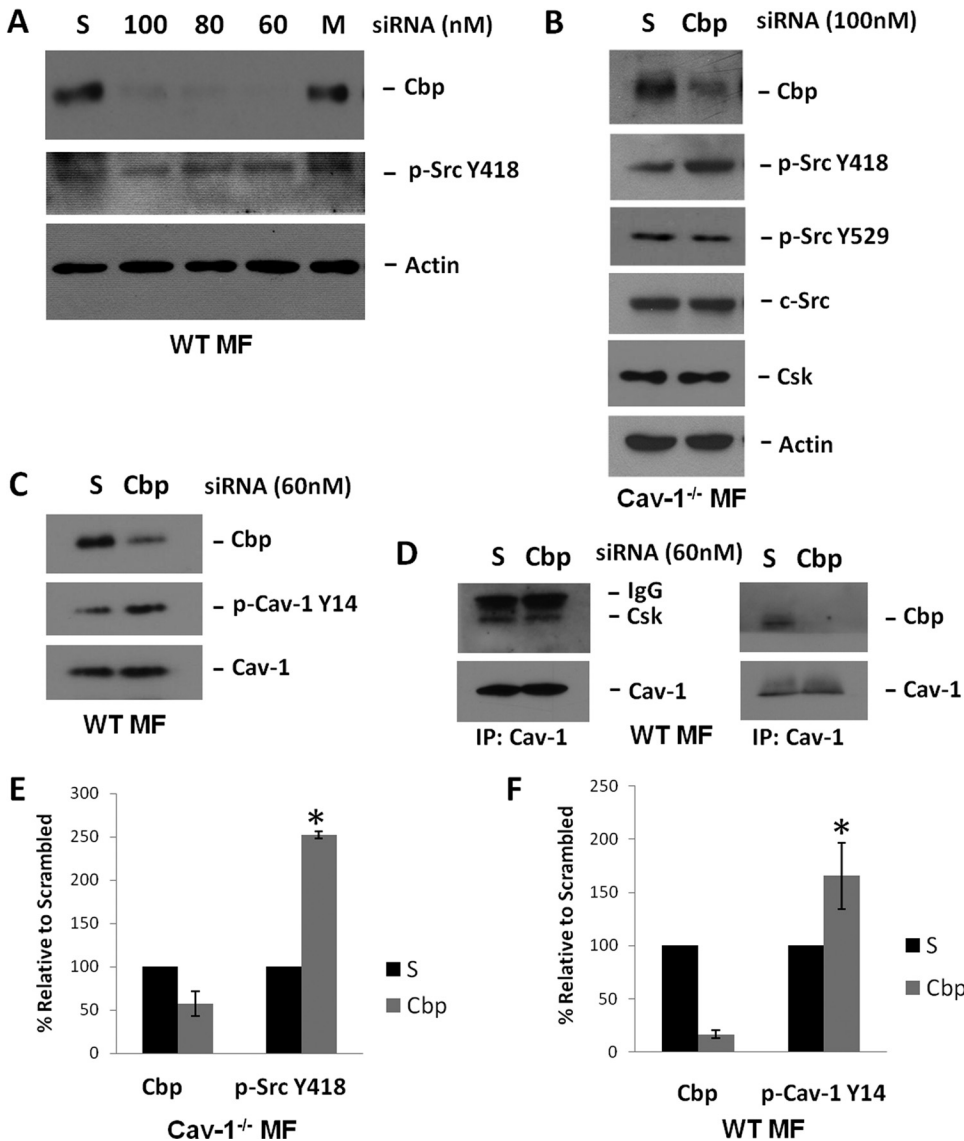 A
S 100 80 60 M siRNA (nM)
– Cbp
– p-Src Y418
– Actin
WT MF
B
S Cbp siRNA (100nM)
– Cbp
– p-Src Y418
– p-Src Y529
– c-Src
– Csk
– Actin
Cav-1-/- MF
C
S Cbp siRNA (60nM)
– Cbp
– p-Cav-1 Y14
– Cav-1
WT MF
D
S Cbp siRNA (60nM) S Cbp
– IgG
– Csk
– Cbp
– Cav-1
– Cav-1
IP: Cav-1 WT MF IP: Cav-1
E
% Relative to Scrambled
300
250
200
150
100
50
0
*
S
Cbp
Cbp p-Src Y418
Cav-1-/- MF
F
% Relative to Scrambled
250
200
150
100
50
0
*
S
Cbp
Cbp p-Cav-1 Y14
WT MF